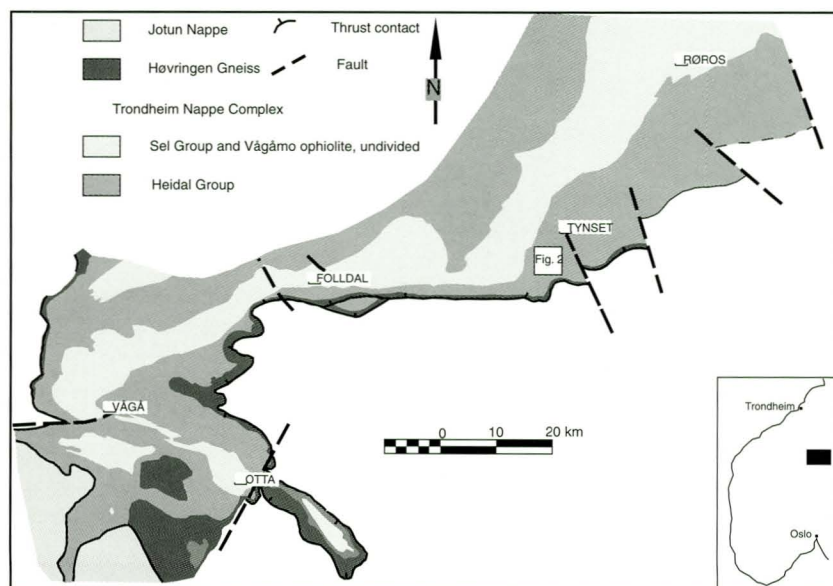 Jotun Nappe
Thrust contact
Høvringen Gneiss
Fault
Trondheim Nappe Complex
Sel Group and Vågåmo ophiolite, undivided
Heidal Group
N
RØROS
TYNSET
Fig. 2
FOLLDAL
VÅGÅ
OTTA
0 10 20 km
Trondheim
Oslo